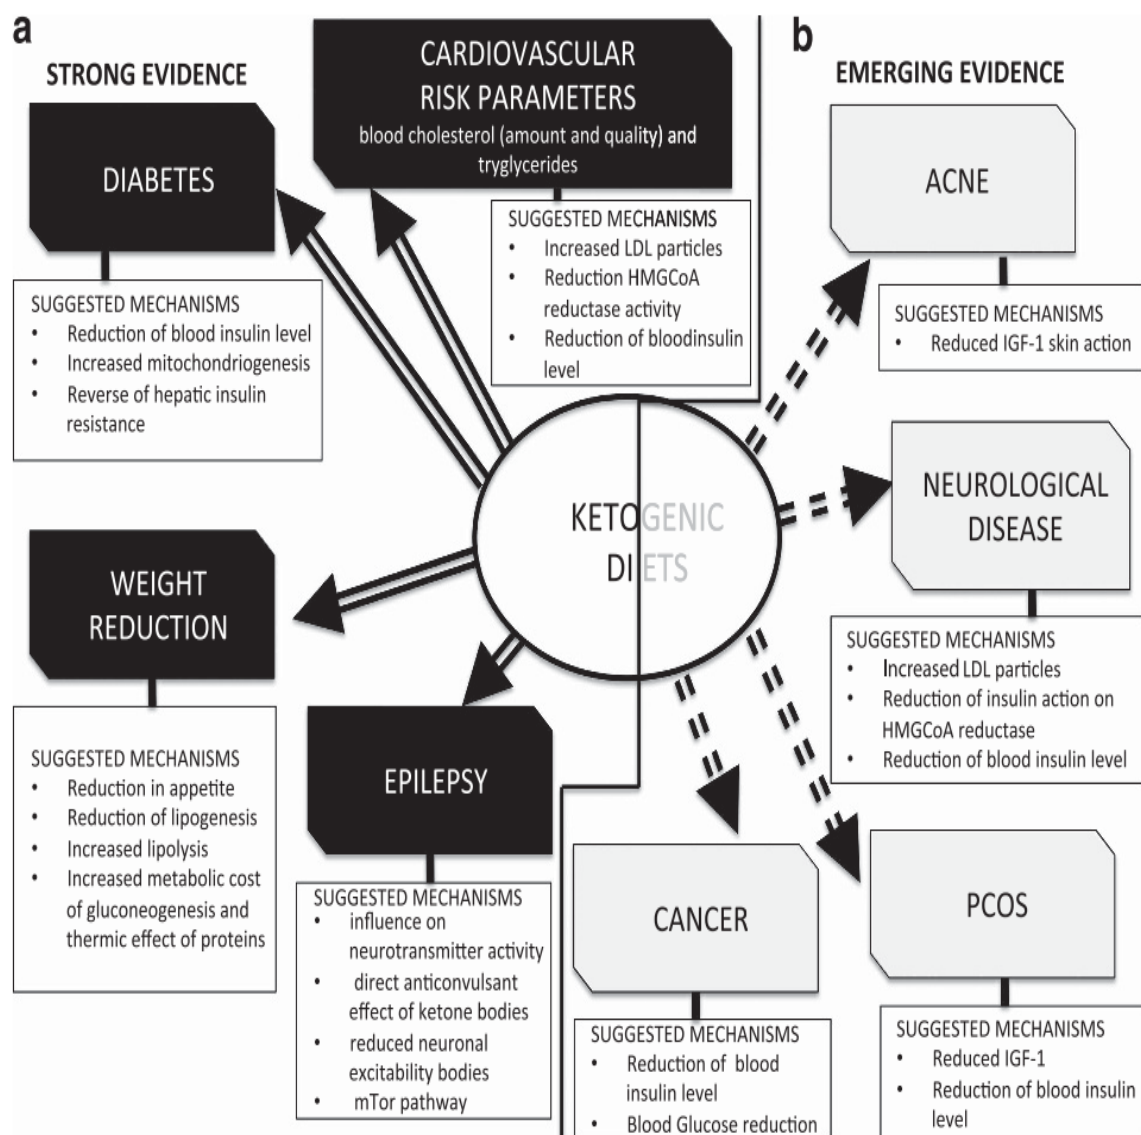 a
STRONG EVIDENCE
DIABETES
SUGGESTED MECHANISMS
• Reduction of blood insulin level
• Increased mitochondriogenesis
• Reverse of hepatic insulin
resistance
CARDIOVASCULAR
RISK PARAMETERS
blood cholesterol (amount and quality) and
tryglycerides
SUGGESTED MECHANISMS
• Increased LDL particles
• Reduction HMGCoA
reductase activity
• Reduction of bloodinsulin
level
WEIGHT
REDUCTION
SUGGESTED MECHANISMS
• Reduction in appetite
• Reduction of lipogenesis
• Increased lipolysis
• Increased metabolic cost
of gluconeogenesis and
thermic effect of proteins
EPILEPSY
SUGGESTED MECHANISMS
• influence on
neurotransmitter activity
• direct anticonvulsant
effect of ketone bodies
• reduced neuronal
excitability bodies
• mTor pathway
KETOGENIC
DIETS
b
EMERGING EVIDENCE
ACNE
SUGGESTED MECHANISMS
• Reduced IGF-1 skin action
NEUROLOGICAL
DISEASE
SUGGESTED MECHANISMS
• Increased LDL particles
• Reduction of insulin action on
HMGCoA reductase
• Reduction of blood insulin level
CANCER
SUGGESTED MECHANISMS
• Reduction of blood
insulin level
• Blood Glucose reduction
PCOS
SUGGESTED MECHANISMS
• Reduced IGF-1
• Reduction of blood insulin
level